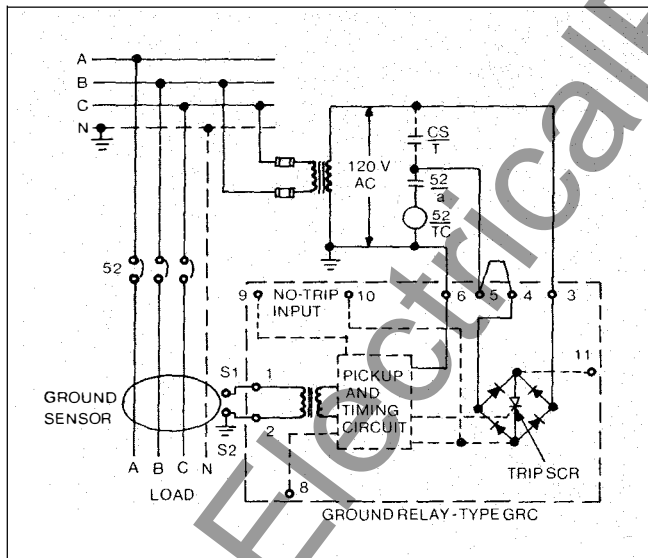 A
B
C
N
120 V
AC
CS
T
52
a
52
TC
52
9
NO-TRIP
INPUT
10
6
5
4
3
11
GROUND
SENSOR
S1
1
S2
2
PICKUP
AND
TIMING
CIRCUIT
TRIP SCR
A
B
C
N
LOAD
8
GROUND RELAY - TYPE GRC
Electrical